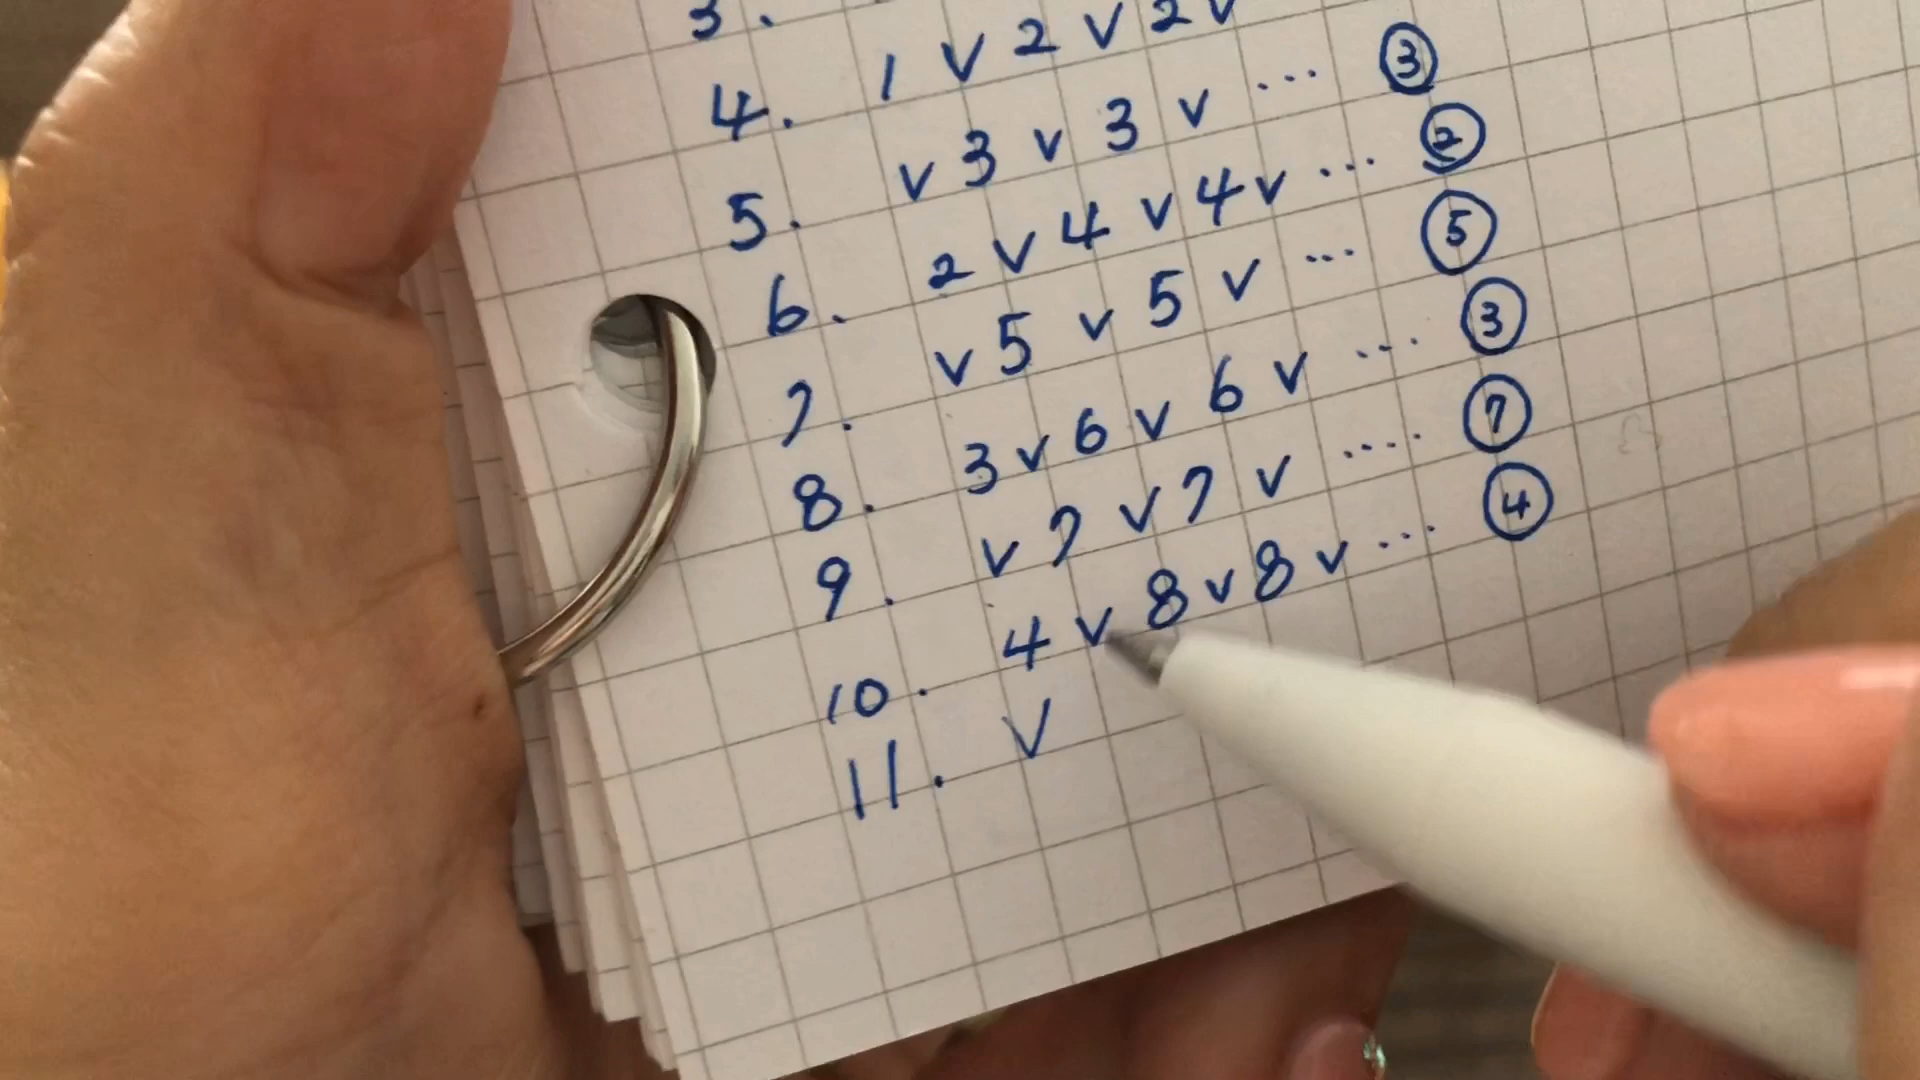 3.
4. 1 V 2 V 2 V
5. V 3 V 3 V ... ③
6. 2 V 4 V 4 V ... ②
7. V 5 V 5 V ... ⑤
8. 3 V 6 V 6 V ... ③
9. V 7 V 7 V .... ⑦
10. 4 V 8 V 8 V ... ④
11. V